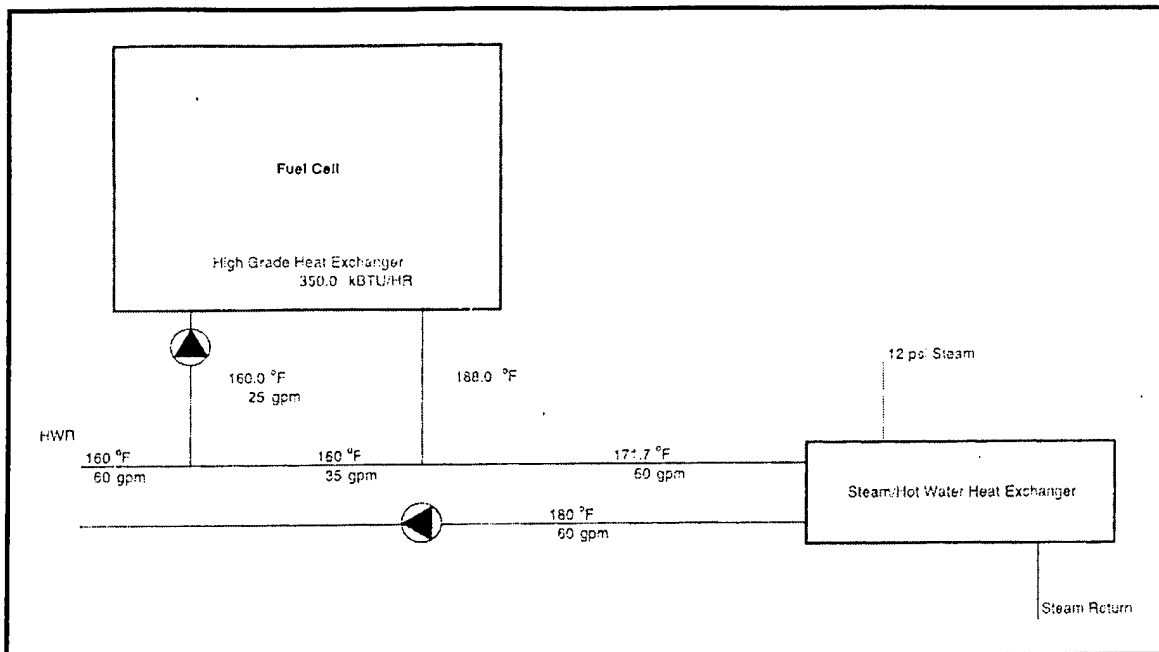 Fuel Cell
High Grade Heat Exchanger
350.0 kBTU/HR
160.0 °F
25 gpm
188.0 °F
12 psi Steam
HWR
160 °F
60 gpm
160 °F
35 gpm
171.7 °F
60 gpm
Steam/Hot Water Heat Exchanger
180 °F
60 gpm
Steam Return